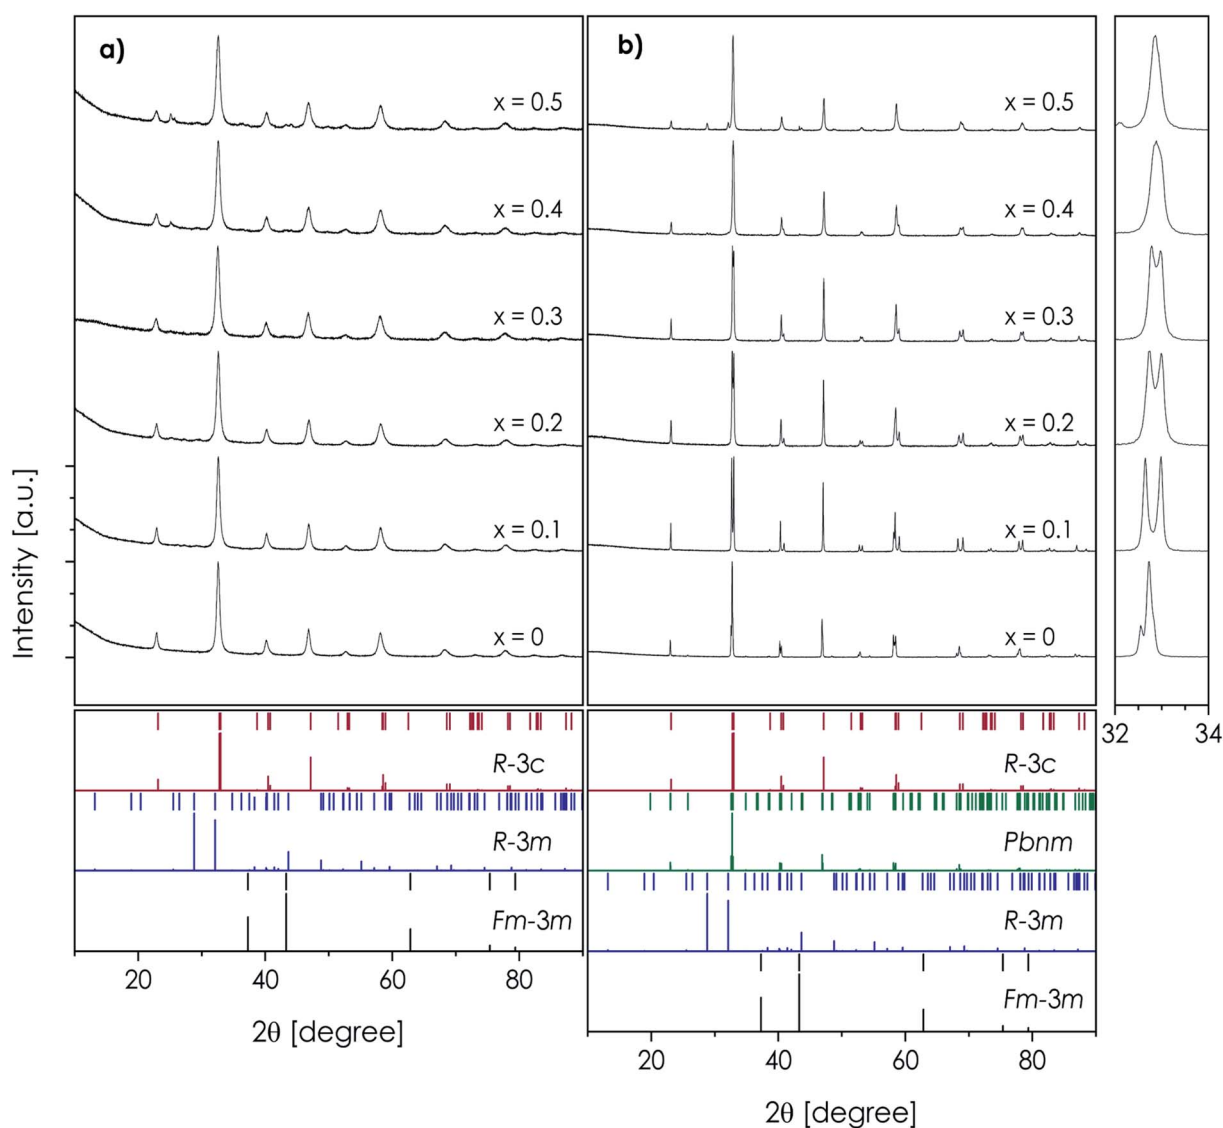 a)
x = 0.5
x = 0.4
x = 0.3
x = 0.2
x = 0.1
x = 0
Intensity [a.u.]
R-3c
R-3m
Fm-3m
20 40 60 80
2θ [degree]
b)
x = 0.5
x = 0.4
x = 0.3
x = 0.2
x = 0.1
x = 0
R-3c
Pbnm
R-3m
Fm-3m
20 40 60 80
2θ [degree]
32 34